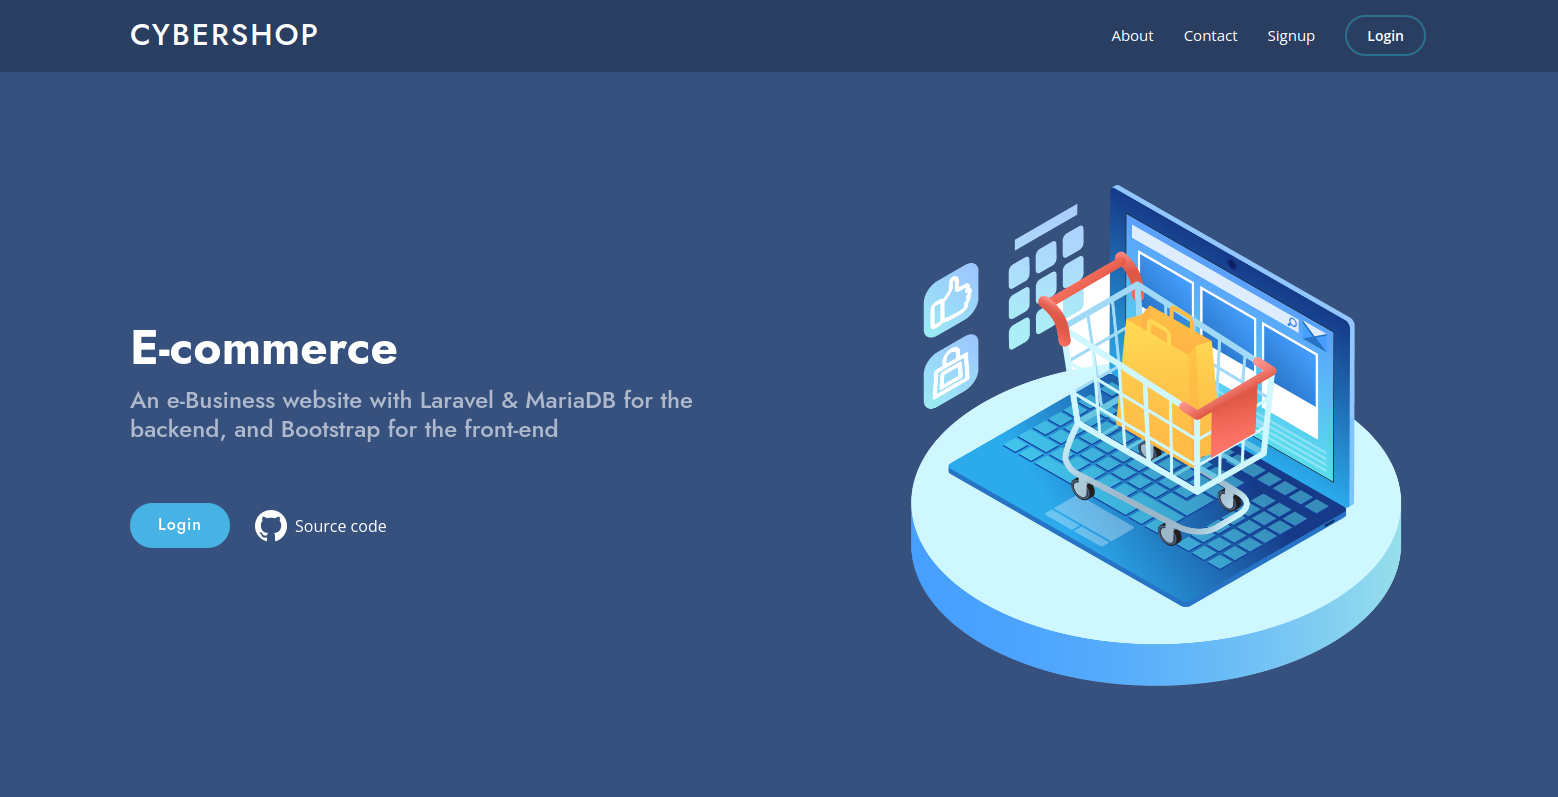 CYBERSHOP
About Contact Signup Login
E-commerce
An e-Business website with Laravel & MariaDB for the
backend, and Bootstrap for the front-end
Login Source code